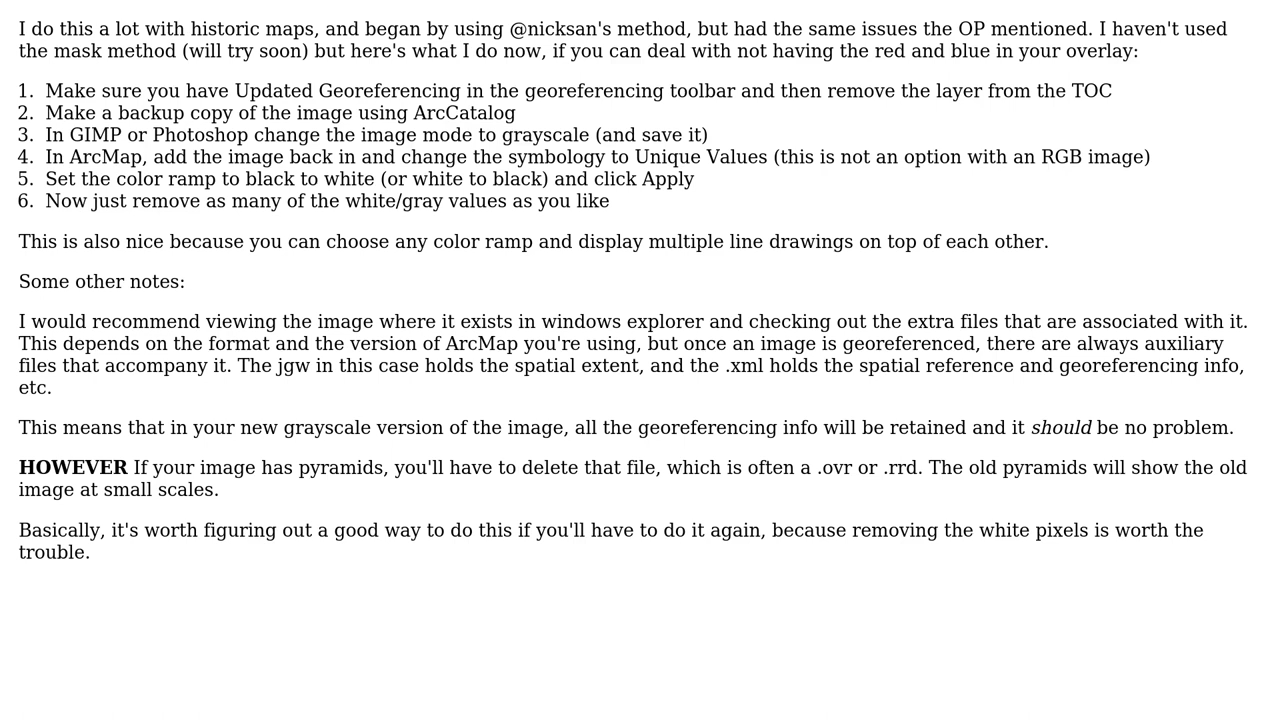 I do this a lot with historic maps, and began by using @nicksan's method, but had the same issues the OP mentioned. I haven't used
the mask method (will try soon) but here's what I do now, if you can deal with not having the red and blue in your overlay:
1. Make sure you have Updated Georeferencing in the georeferencing toolbar and then remove the layer from the TOC
2. Make a backup copy of the image using ArcCatalog
3. In GIMP or Photoshop change the image mode to grayscale (and save it)
4. In ArcMap, add the image back in and change the symbology to Unique Values (this is not an option with an RGB image)
5. Set the color ramp to black to white (or white to black) and click Apply
6. Now just remove as many of the white/gray values as you like
This is also nice because you can choose any color ramp and display multiple line drawings on top of each other.
Some other notes:
I would recommend viewing the image where it exists in windows explorer and checking out the extra files that are associated with it.
This depends on the format and the version of ArcMap you're using, but once an image is georeferenced, there are always auxiliary
files that accompany it. The jgw in this case holds the spatial extent, and the .xml holds the spatial reference and georeferencing info,
etc.
This means that in your new grayscale version of the image, all the georeferencing info will be retained and it should be no problem.
HOWEVER If your image has pyramids, you'll have to delete that file, which is often a .ovr or .rrd. The old pyramids will show the old
image at small scales.
Basically, it's worth figuring out a good way to do this if you'll have to do it again, because removing the white pixels is worth the
trouble.